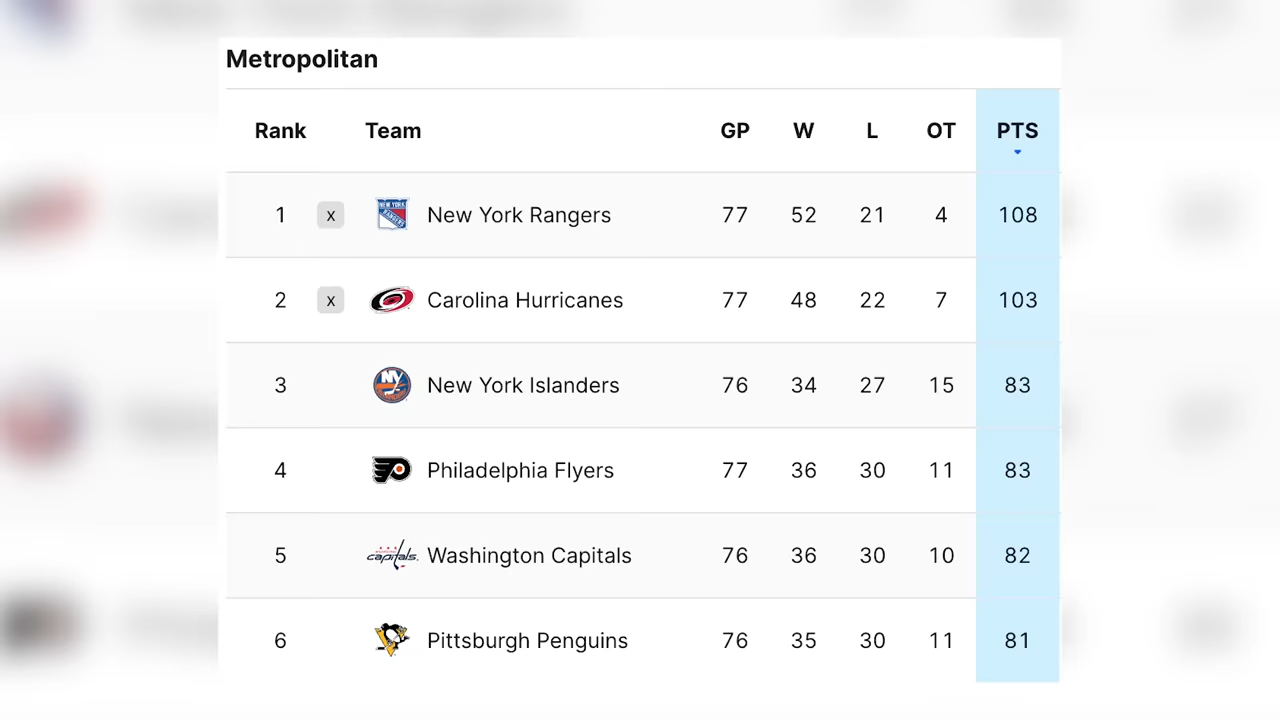 Metropolitan
Rank Team GP W L OT PTS
1 x New York Rangers 77 52 21 4 108
2 x Carolina Hurricanes 77 48 22 7 103
3 New York Islanders 76 34 27 15 83
4 Philadelphia Flyers 77 36 30 11 83
5 capitals Washington Capitals 76 36 30 10 82
6 Pittsburgh Penguins 76 35 30 11 81